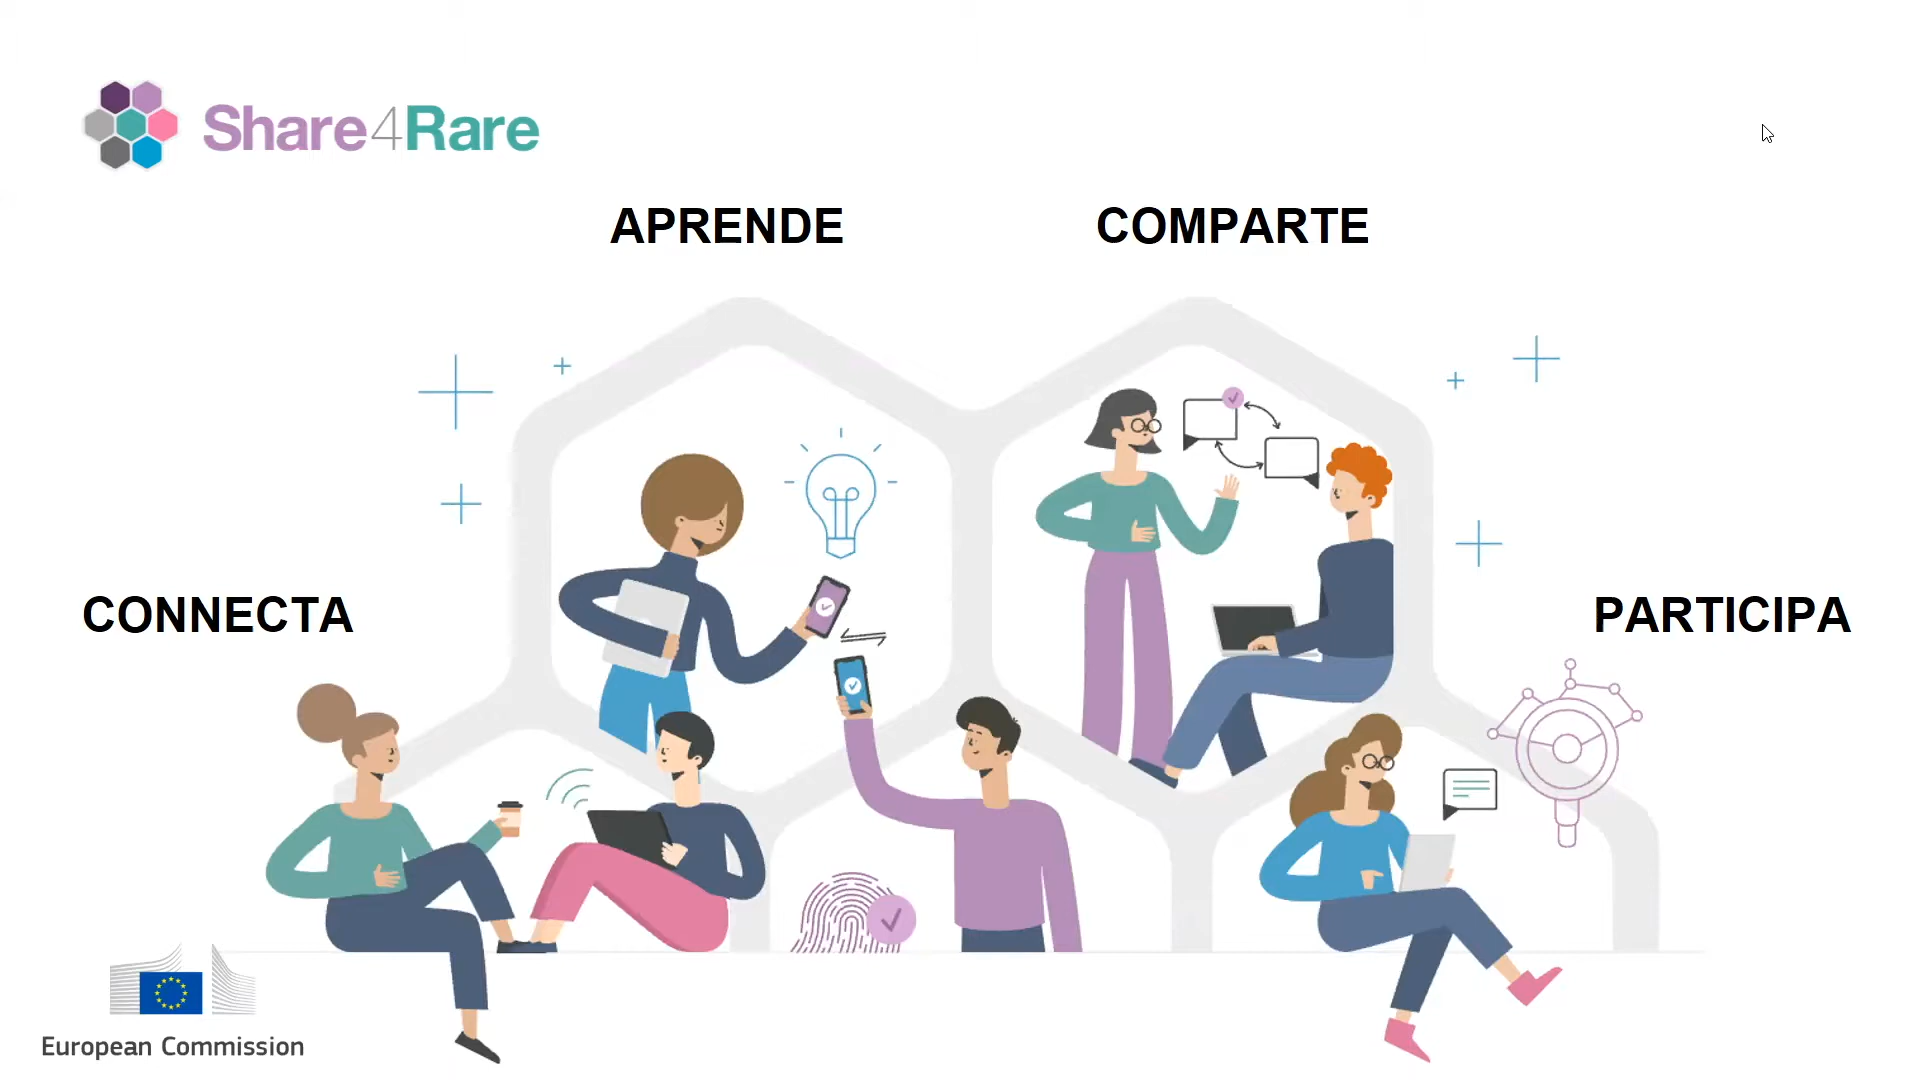 Share4Rare
APRENDE
COMPARTE
CONNECTA
PARTICIPA
European Commission